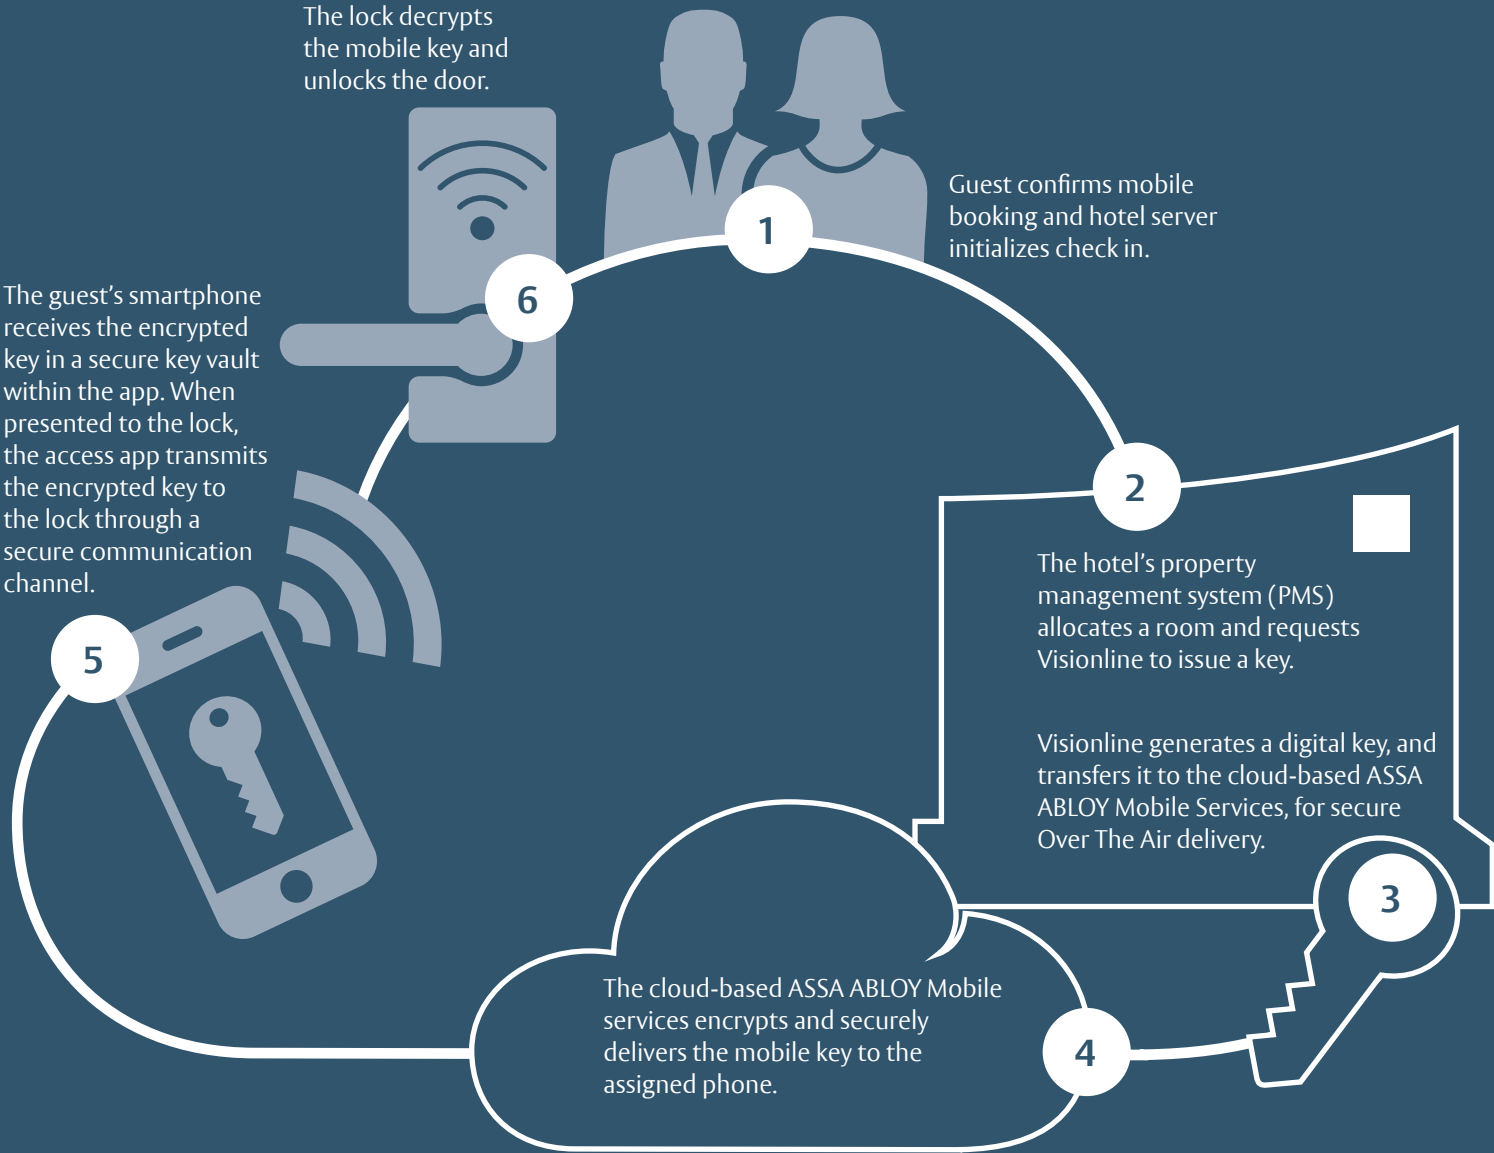 1
Guest confirms mobile
booking and hotel server
initializes check in.
2
The hotel’s property
management system (PMS)
allocates a room and requests
Visionline to issue a key.
Visionline generates a digital key, and
transfers it to the cloud-based ASSA
ABLOY Mobile Services, for secure
Over The Air delivery.
3
The cloud-based ASSA ABLOY Mobile
services encrypts and securely
delivers the mobile key to the
assigned phone.
4
The guest’s smartphone
receives the encrypted
key in a secure key vault
within the app. When
presented to the lock,
the access app transmits
the encrypted key to
the lock through a
secure communication
channel.
5
The lock decrypts
the mobile key and
unlocks the door.
6